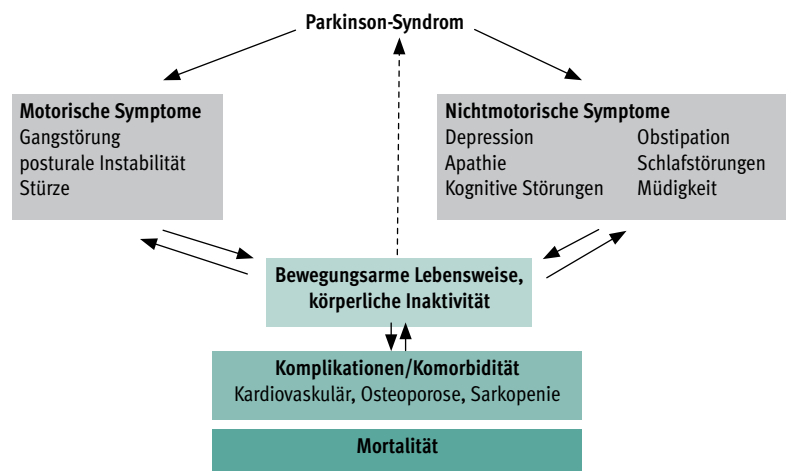 Parkinson-Syndrom
Motorische Symptome
Gangstörung
posturale Instabilität
Stürze
Nichtmotorische Symptome
Depression Obstipation
Apathie Schlafstörungen
Kognitive Störungen Müdigkeit
Bewegungsarme Lebensweise,
körperliche Inaktivität
Komplikationen/Komorbidität
Kardiovaskulär, Osteoporose, Sarkopenie
Mortalität